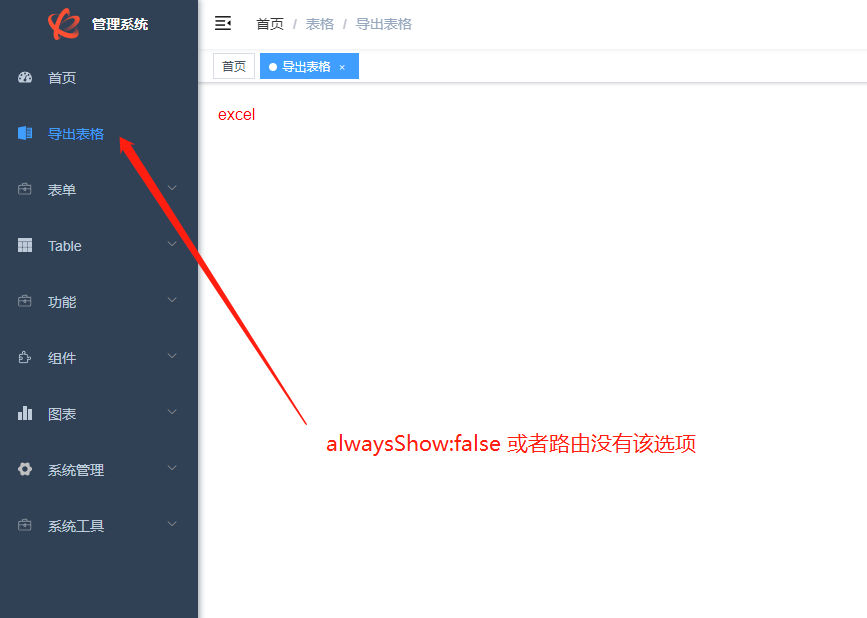 管理系统
首页 / 表格 / 导出表格
首页
导出表格 ×
首页
导出表格
表单
Table
功能
组件
图表
系统管理
系统工具
excel
alwaysShow:false 或者路由没有该选项